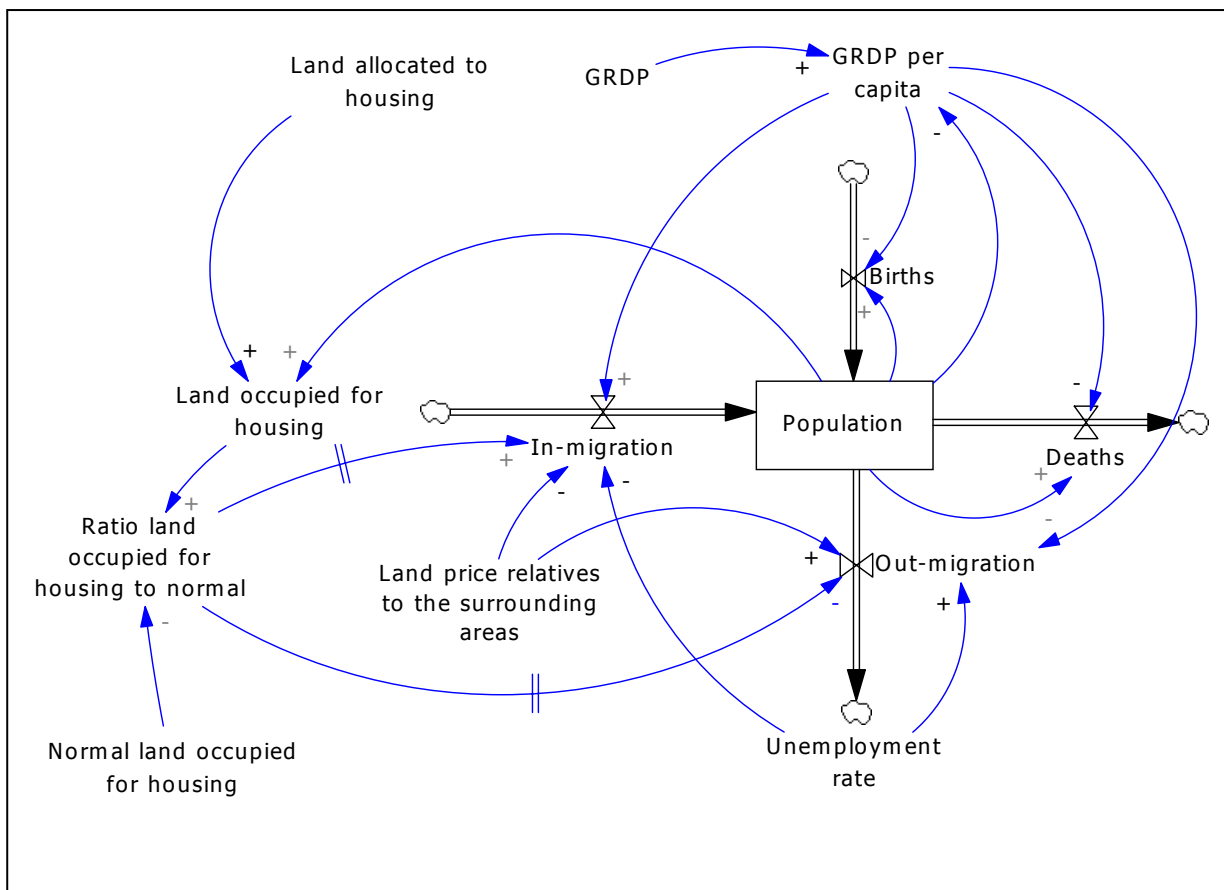 Land allocated to
housing
GRDP
+
GRDP per
capita
-
-
Births
+
+
+
Land occupied for
housing
+
-
Population
In-migration
+
-
-
Deaths
+
-
+
Ratio land
occupied for
housing to normal
-
Land price relatives
to the surrounding
areas
+
-
Out-migration
+
Normal land occupied
for housing
Unemployment
rate